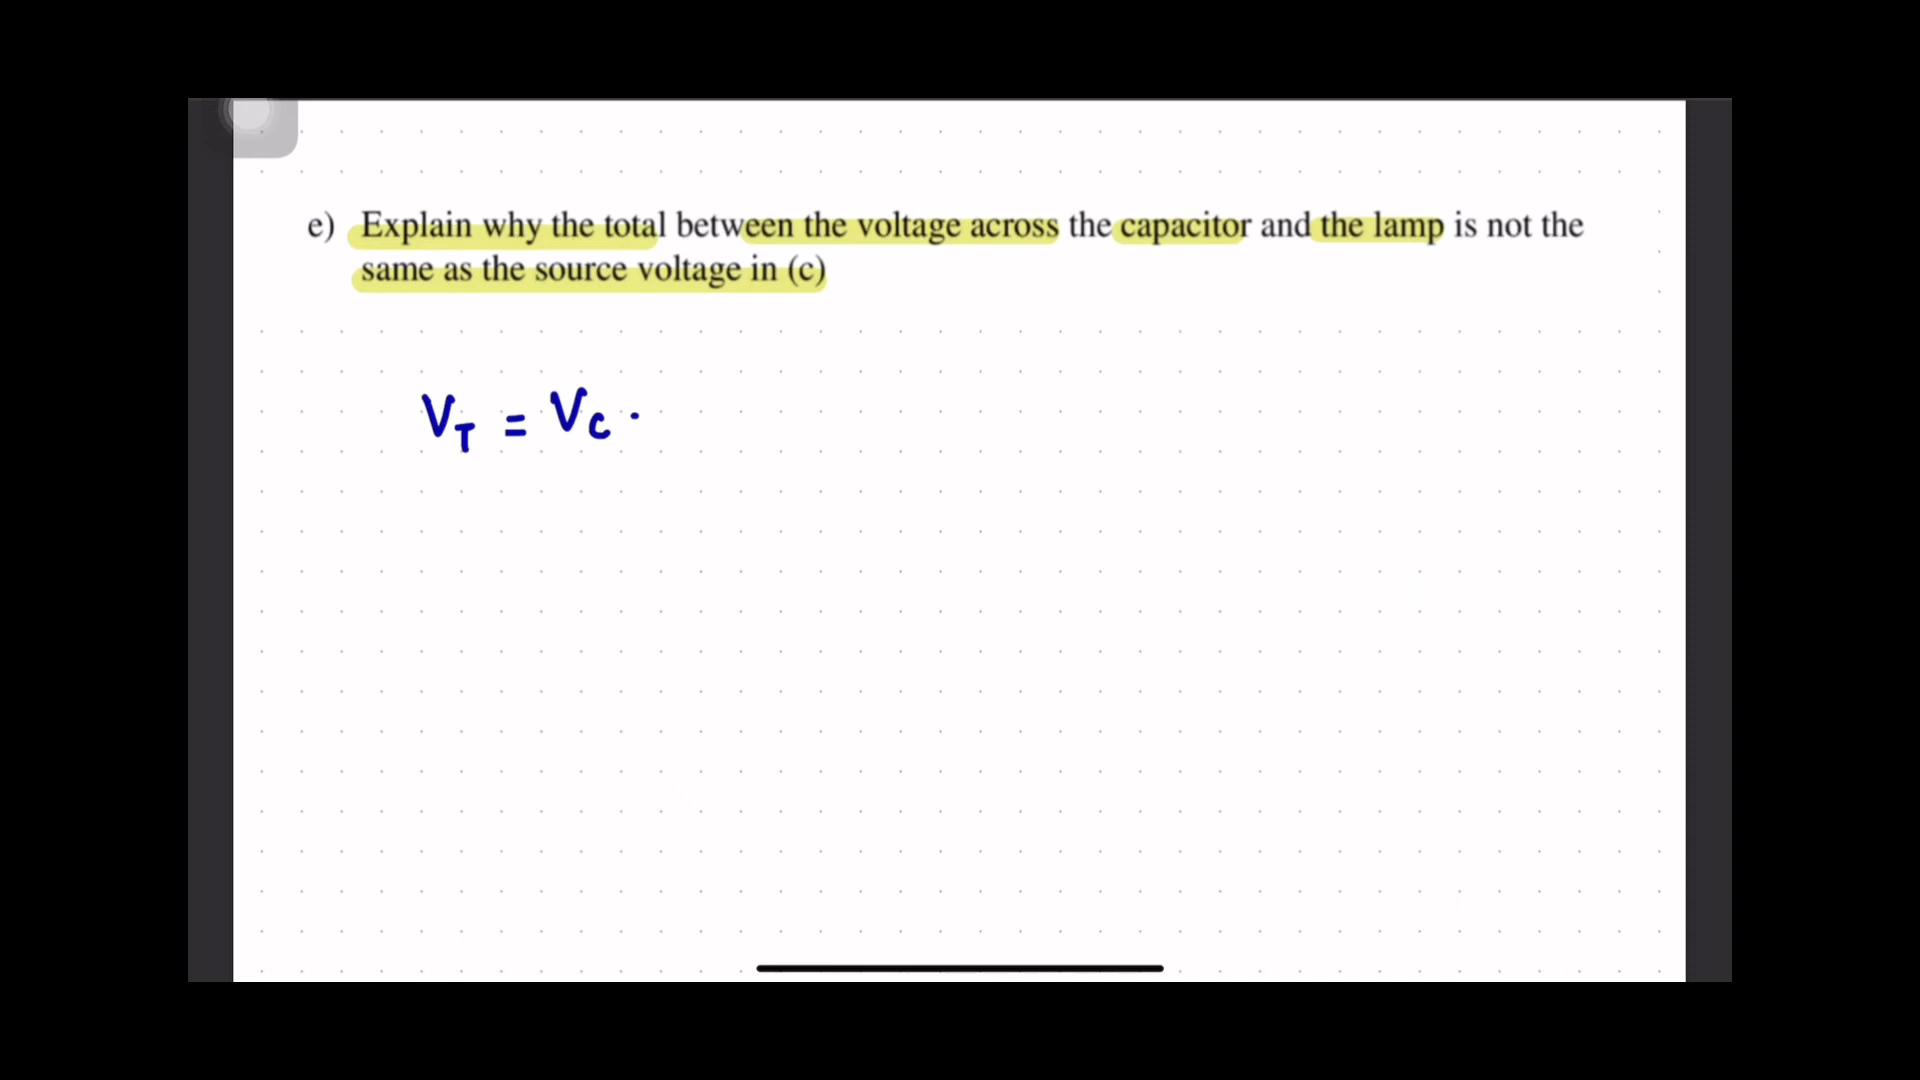 e) Explain why the total between the voltage across the capacitor and the lamp is not the
same as the source voltage in (c)
V_T = V_C ·